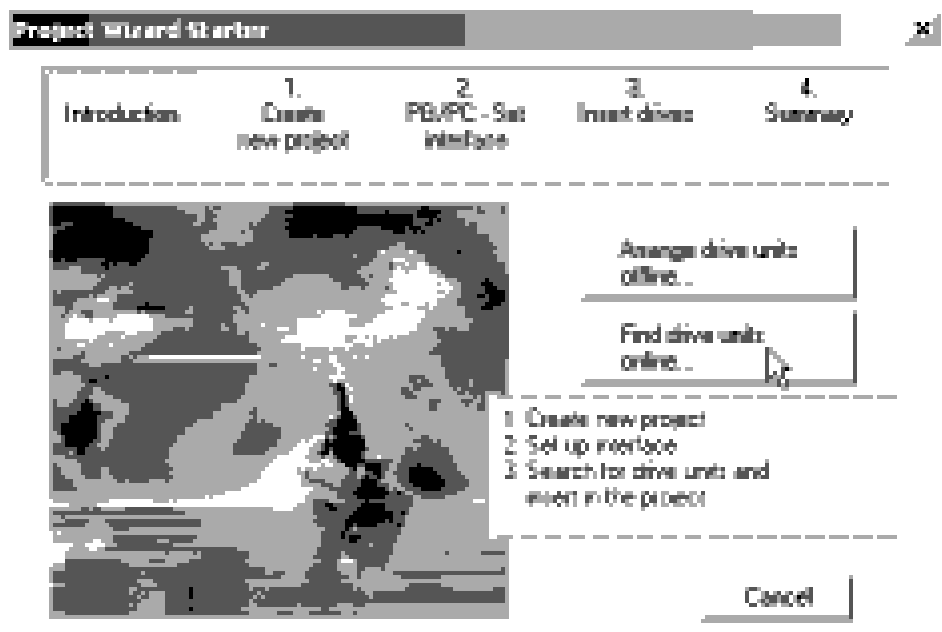 Project Wizard Starter
Introduction
1.
Create
new project
2.
PG/PC - Set
interface
3.
Insert drives
4.
Summary
Arrange drive units
offline...
Find drive units
online...
1 Create new project
2 Set up interface
3 Search for drive units and
insert in the project
Cancel